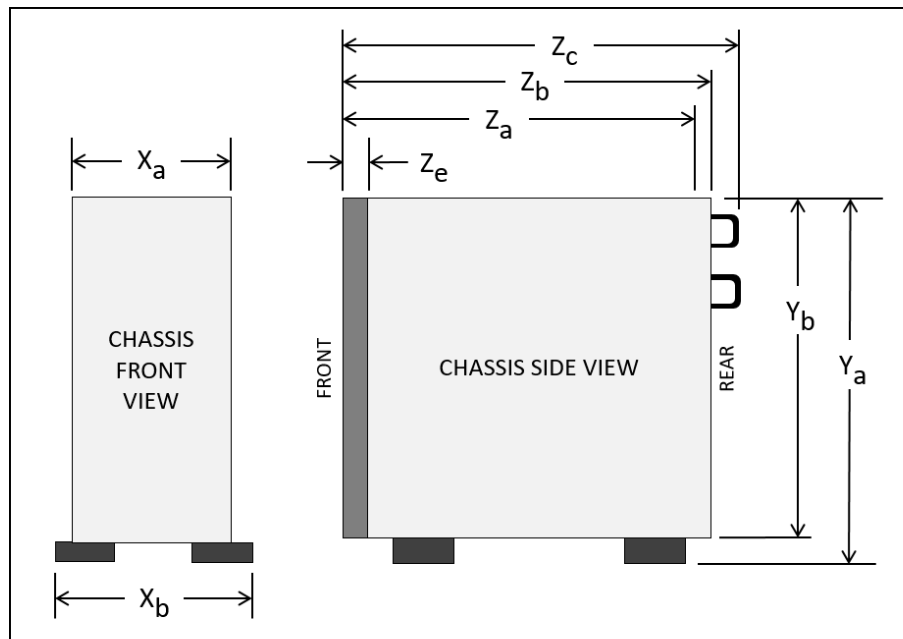 Zc
Zb
Za
Xa
Ze
CHASSIS
FRONT
VIEW
FRONT
CHASSIS SIDE VIEW
REAR
Yb
Ya
Xb